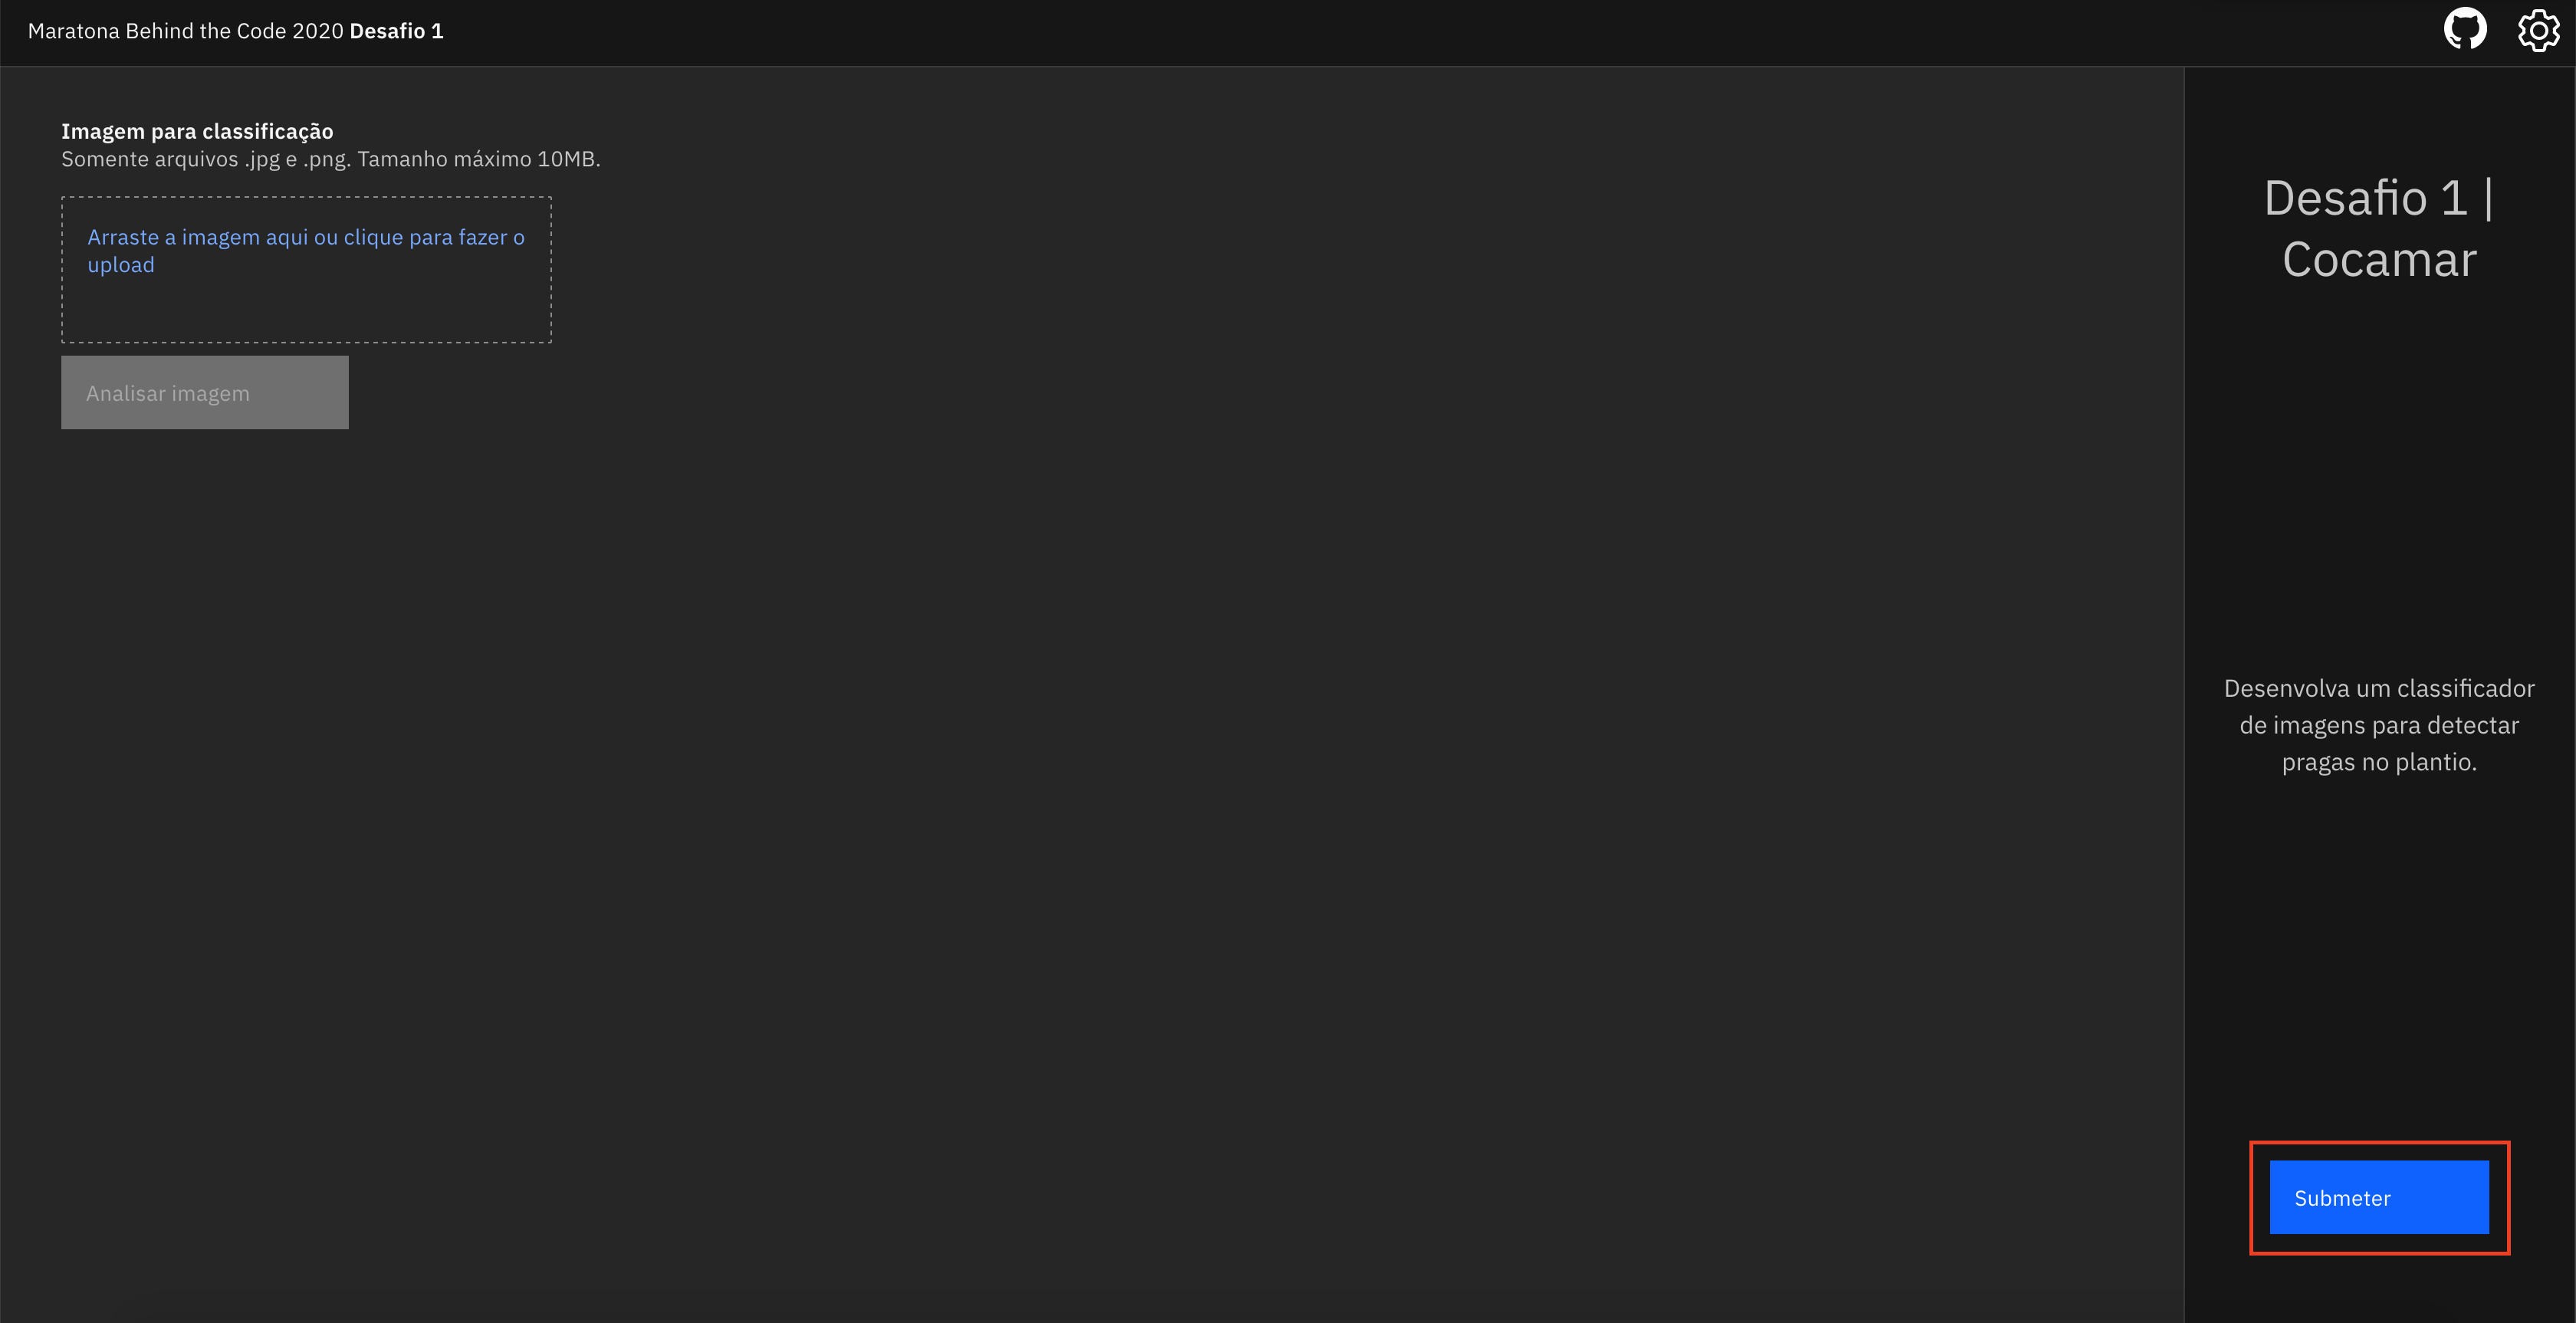 Maratona Behind the Code 2020 Desafio 1
Imagem para classificação
Somente arquivos .jpg e .png. Tamanho máximo 10MB.
Arraste a imagem aqui ou clique para fazer o
upload
Analisar imagem
Desafio 1 |
Cocamar
Desenvolva um classificador
de imagens para detectar
pragas no plantio.
Submeter